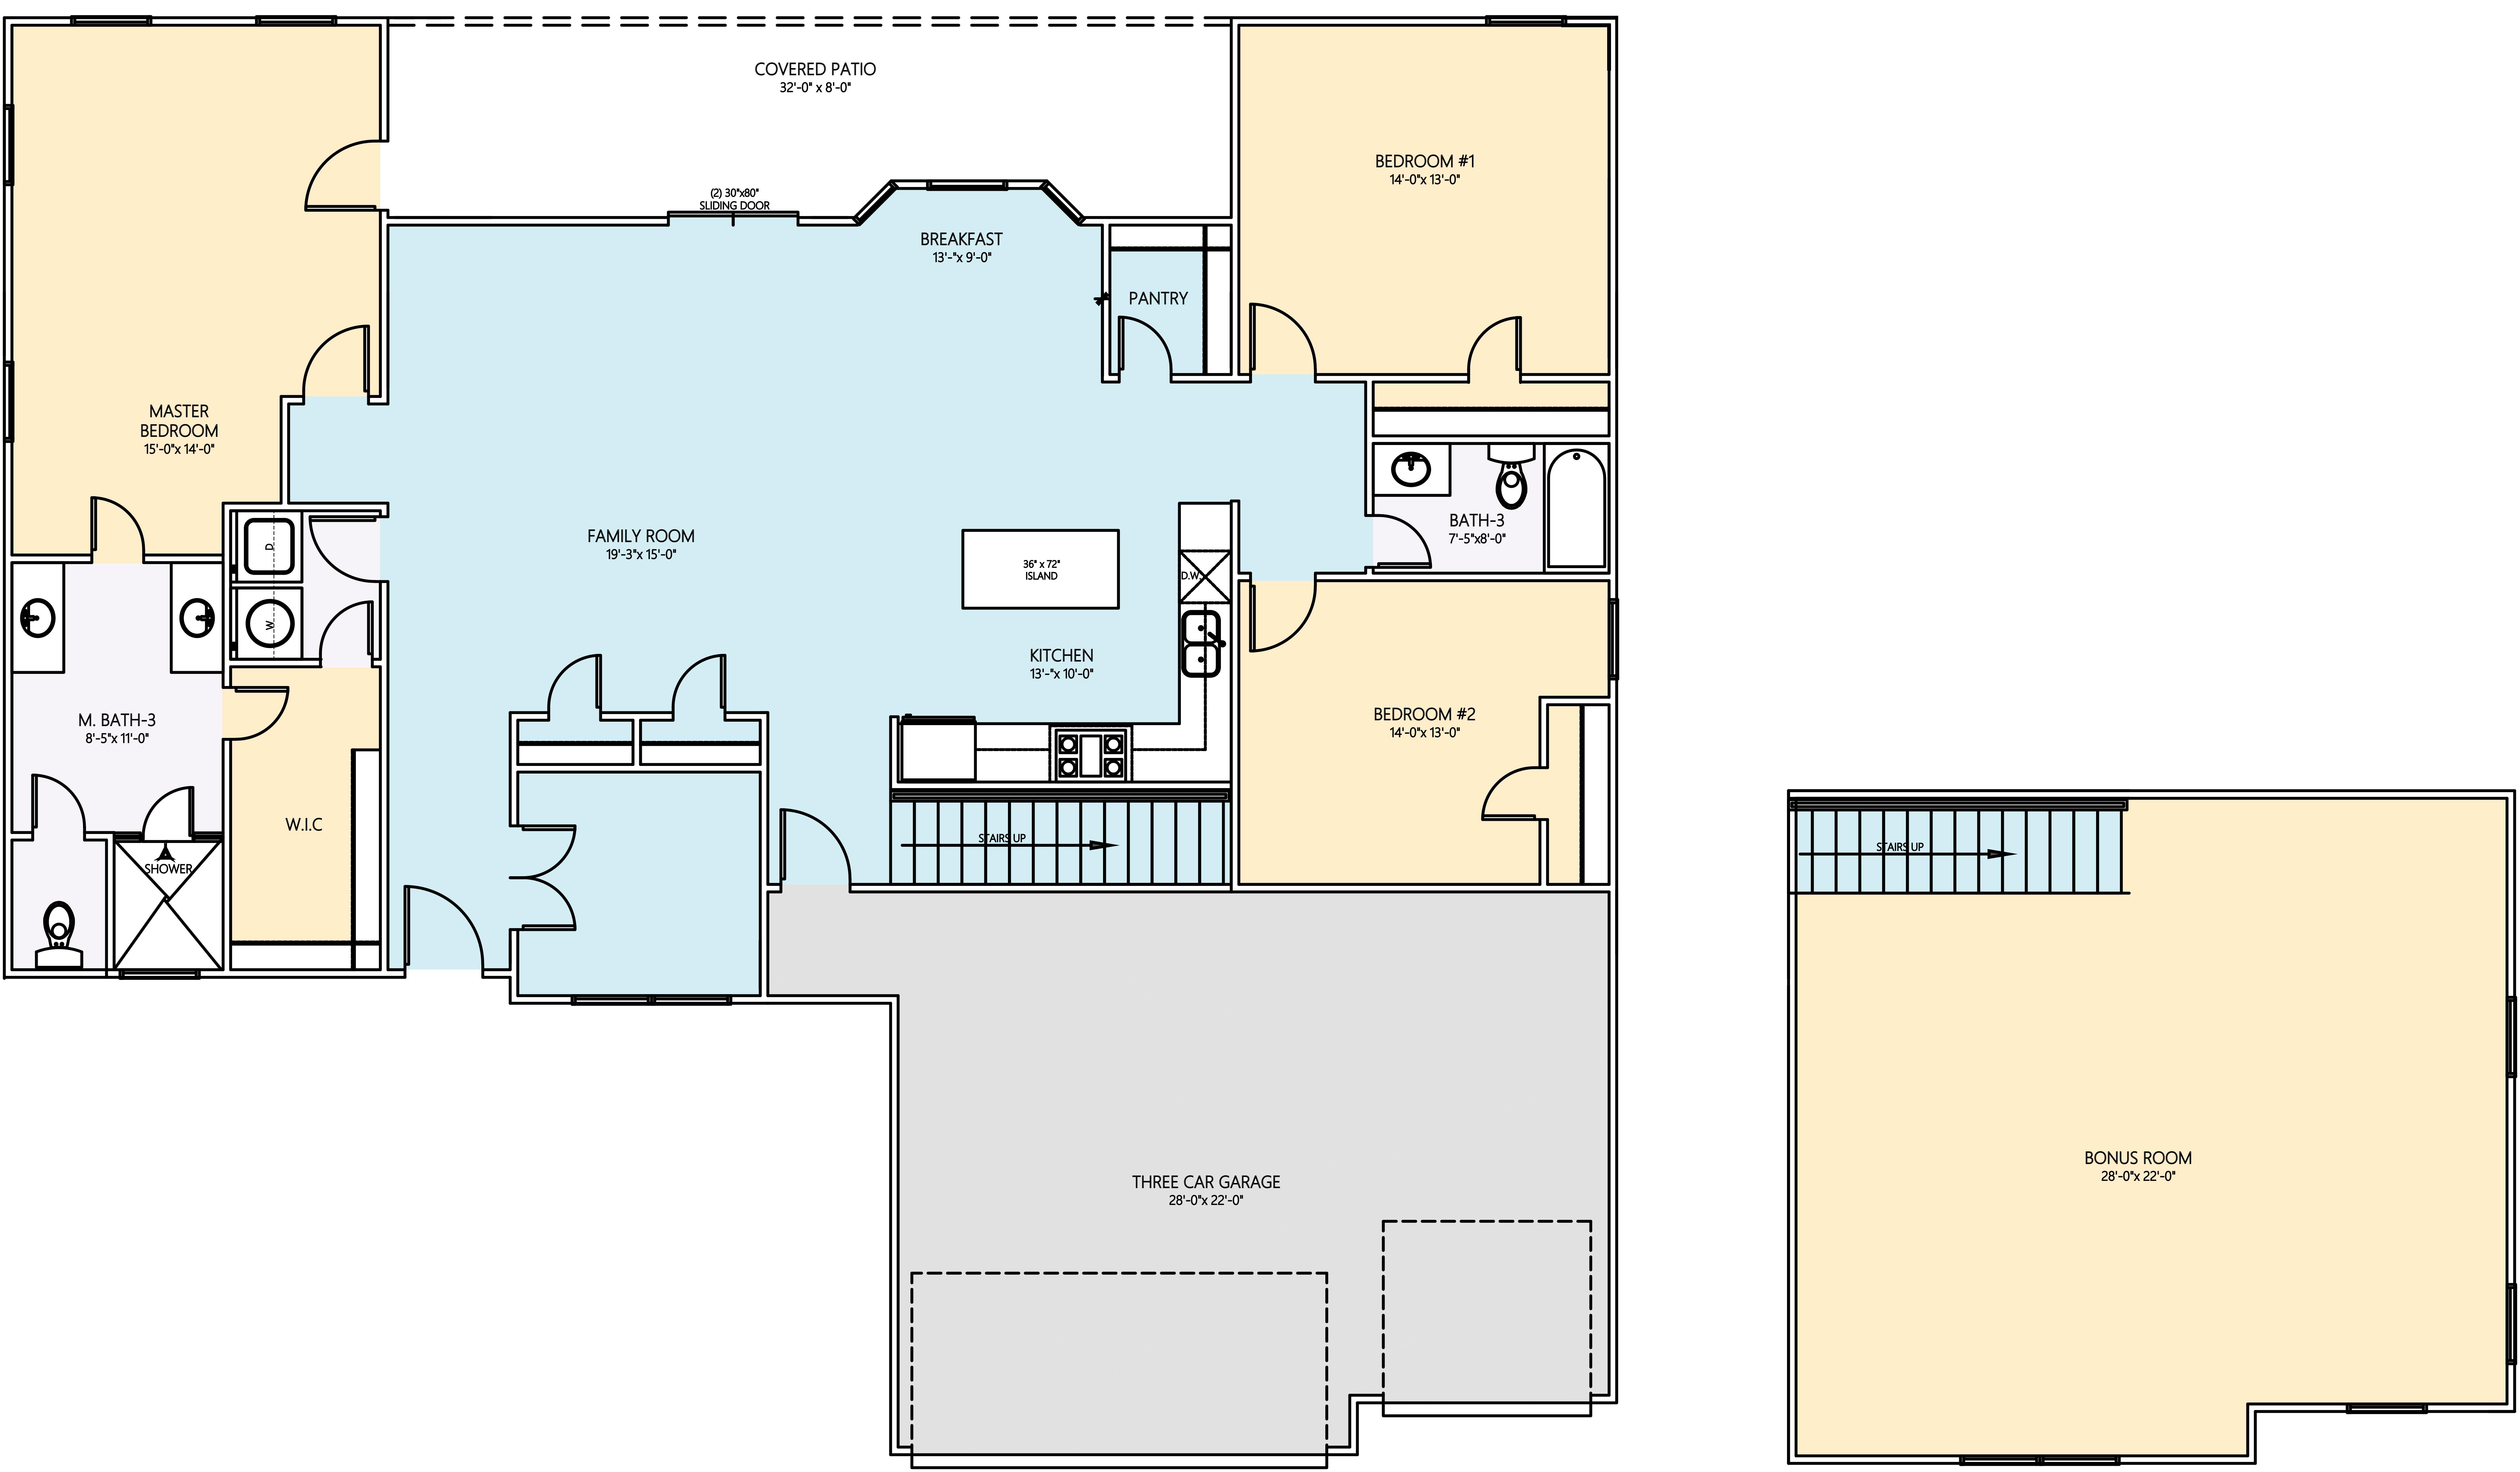 COVERED PATIO
32'-0" x 8'-0"
(2) 30"x80"
SLIDING DOOR
BREAKFAST
13'-"x 9'-0"
PANTRY
BEDROOM #1
14'-0"x 13'-0"
MASTER
BEDROOM
15'-0"x 14'-0"
FAMILY ROOM
19'-3"x 15'-0"
36" x 72"
ISLAND
D.W.
BATH-3
7'-5"x8'-0"
D
W
KITCHEN
13'-"x 10'-0"
M. BATH-3
8'-5"x 11'-0"
BEDROOM #2
14'-0"x 13'-0"
W.I.C
SHOWER
STAIRS UP
STAIRS UP
THREE CAR GARAGE
28'-0"x 22'-0"
BONUS ROOM
28'-0"x 22'-0"